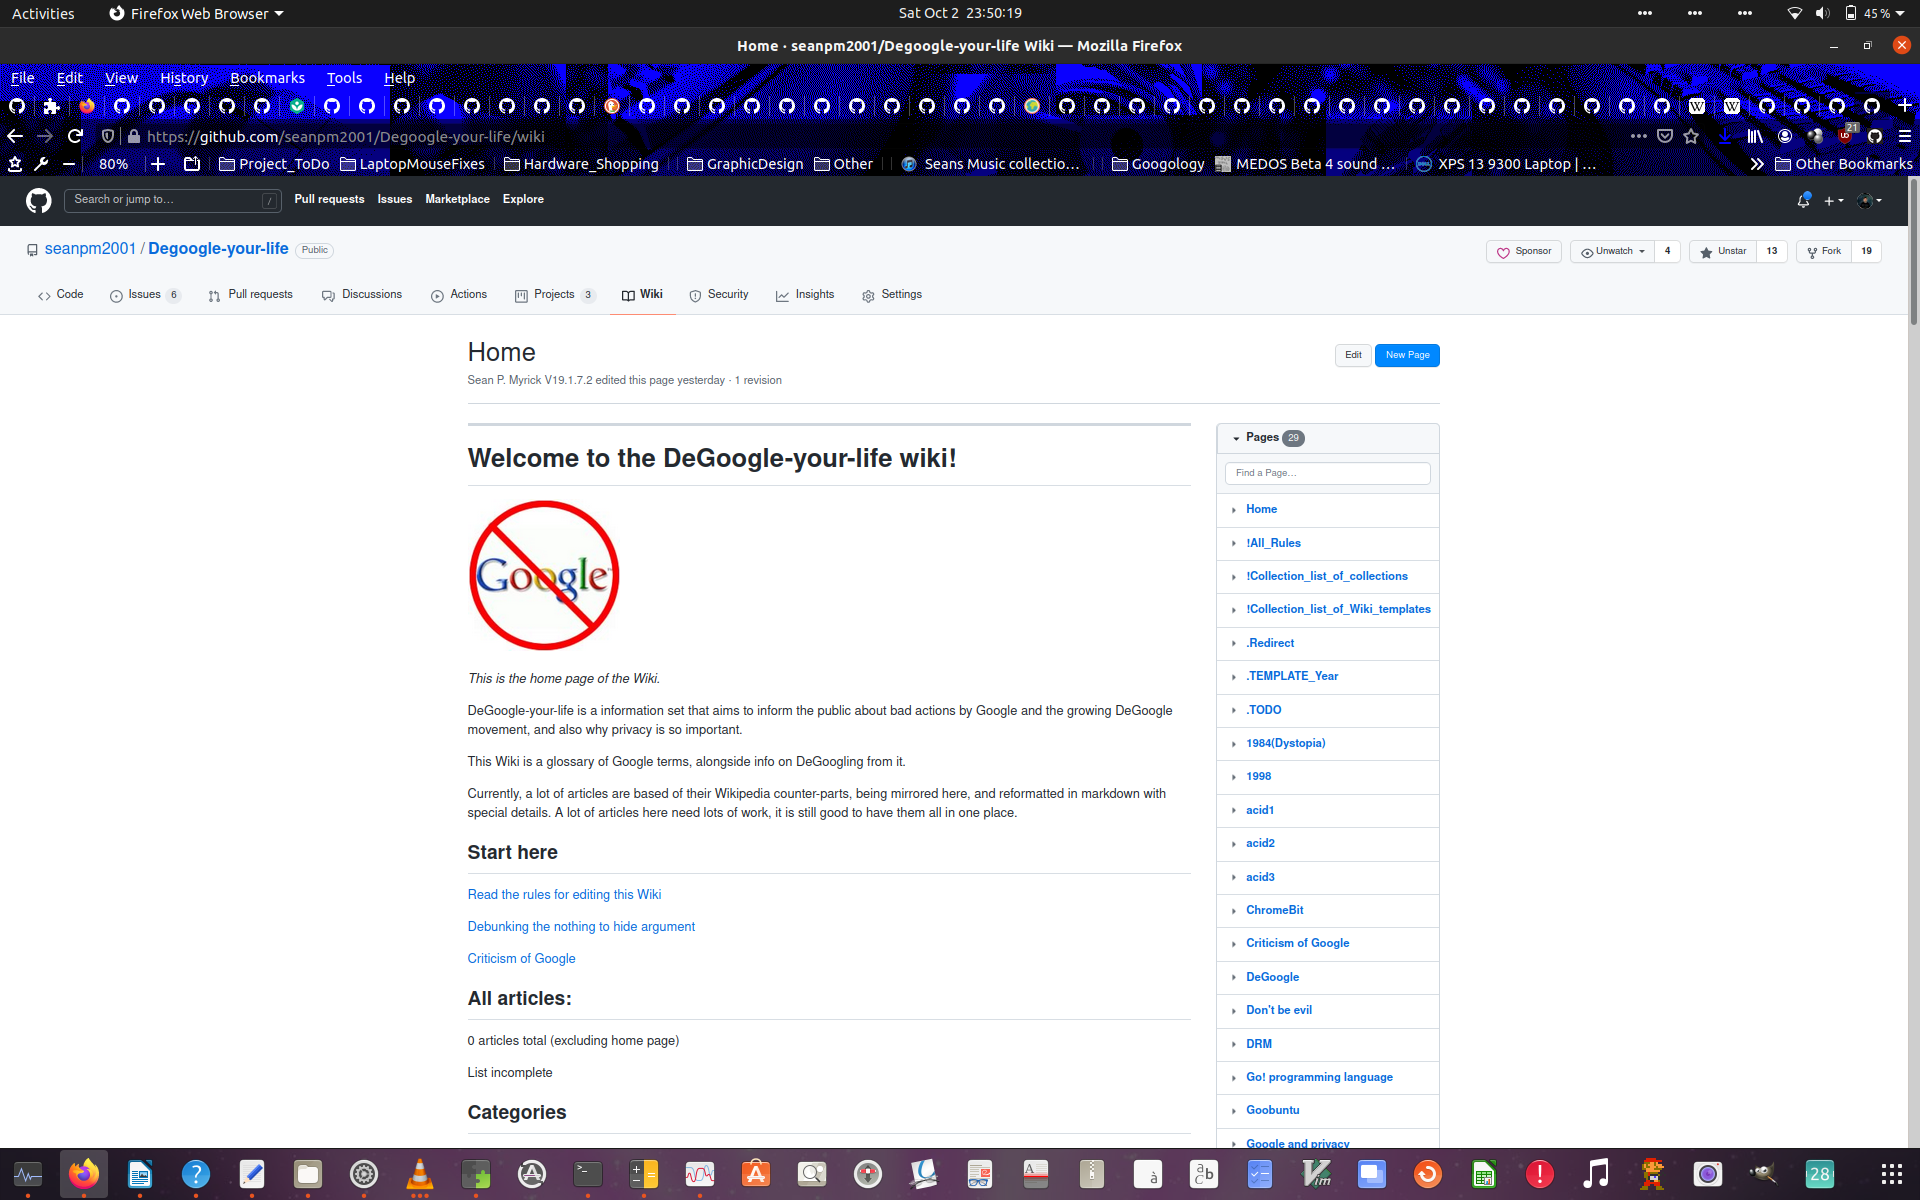 Activities
Firefox Web Browser
Sat Oct 2 23:50:19
45 %
Home · seanpm2001/Degoogle-your-life Wiki — Mozilla Firefox
File Edit View History Bookmarks Tools Help
https://github.com/seanpm2001/Degoogle-your-life/wiki
21
80%
Project_ToDo
LaptopMouseFixes
Hardware_Shopping
GraphicDesign
Other
Seans Music collectio…
Googology
MEDOS Beta 4 sound …
XPS 13 9300 Laptop | …
Other Bookmarks
Search or jump to…
/
Pull requests
Issues
Marketplace
Explore
seanpm2001 / Degoogle-your-life
Public
Sponsor
Unwatch 4
Unstar 13
Fork 19
Code
Issues 6
Pull requests
Discussions
Actions
Projects 3
Wiki
Security
Insights
Settings
Home
Edit
New Page
Sean P. Myrick V19.1.7.2 edited this page yesterday · 1 revision
Welcome to the DeGoogle-your-life wiki!
Google
This is the home page of the Wiki.
DeGoogle-your-life is a information set that aims to inform the public about bad actions by Google and the growing DeGoogle
movement, and also why privacy is so important.
This Wiki is a glossary of Google terms, alongside info on DeGoogling from it.
Currently, a lot of articles are based of their Wikipedia counter-parts, being mirrored here, and reformatted in markdown with
special details. A lot of articles here need lots of work, it is still good to have them all in one place.
Start here
Read the rules for editing this Wiki
Debunking the nothing to hide argument
Criticism of Google
All articles:
0 articles total (excluding home page)
List incomplete
Categories
Pages 29
Find a Page…
Home
!All_Rules
!Collection_list_of_collections
!Collection_list_of_Wiki_templates
.Redirect
.TEMPLATE_Year
.TODO
1984(Dystopia)
1998
acid1
acid2
acid3
ChromeBit
Criticism of Google
DeGoogle
Don't be evil
DRM
Go! programming language
Goobuntu
Google and privacy
28